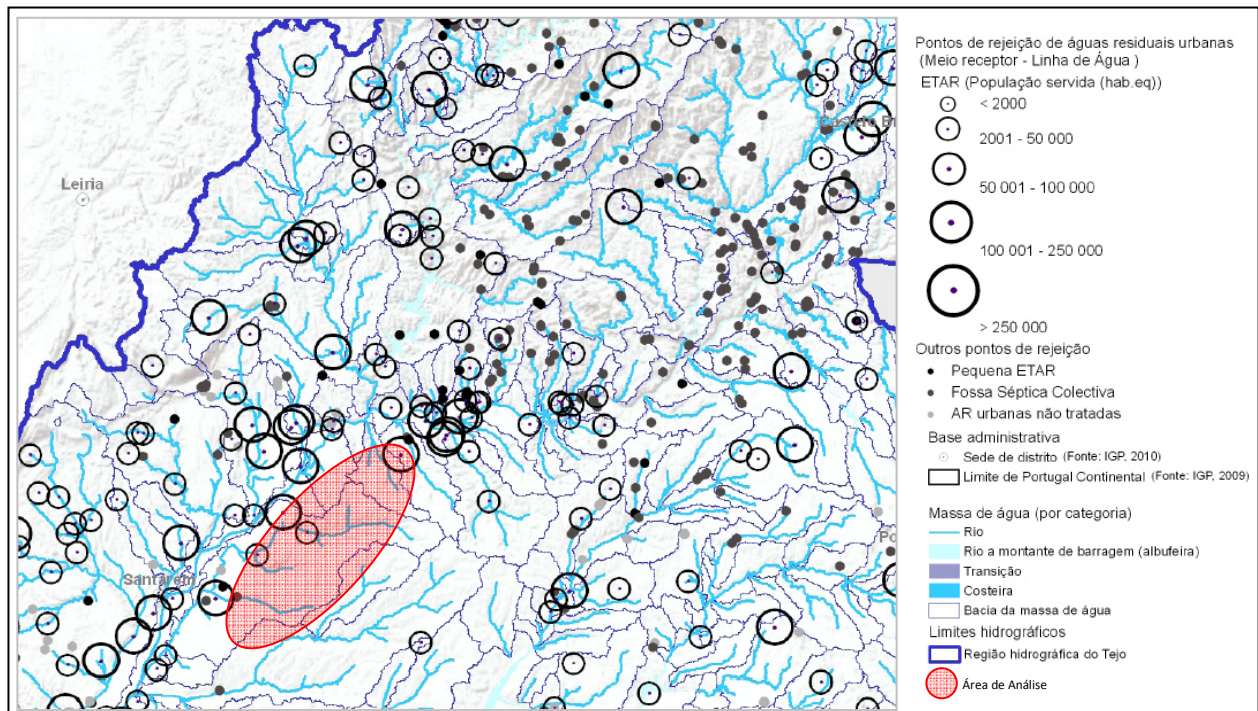 Leiria
Santarém
Pontos de rejeição de águas residuais urbanas
(Meio receptor - Linha de Água )
ETAR (População servida (hab.eq))
< 2000
2001 - 50 000
50 001 - 100 000
100 001 - 250 000
> 250 000
Outros pontos de rejeição
Pequena ETAR
Fossa Séptica Colectiva
AR urbanas não tratadas
Base administrativa
Sede de distrito (Fonte: IGP, 2010)
Limite de Portugal Continental (Fonte: IGP, 2009)
Massa de água (por categoria)
Rio
Rio a montante de barragem (albufeira)
Transição
Costeira
Bacia da massa de água
Limites hidrográficos
Região hidrográfica do Tejo
Área de Análise
Po